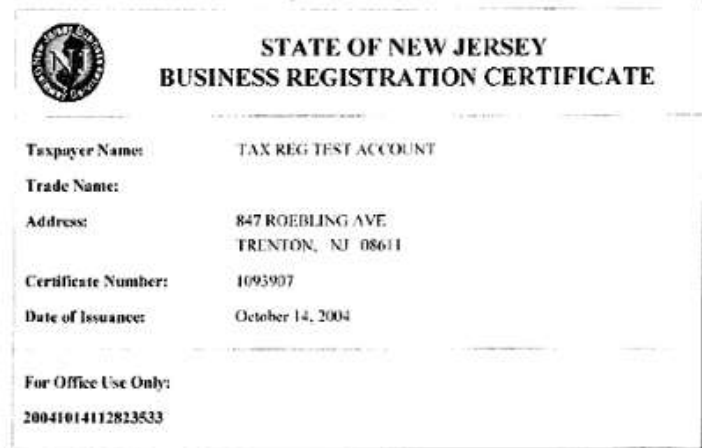 STATE OF NEW JERSEY
BUSINESS REGISTRATION CERTIFICATE
Taxpayer Name: TAX REG TEST ACCOUNT
Trade Name:
Address: 847 ROEBLING AVE
TRENTON, NJ 08611
Certificate Number: 1093907
Date of Issuance: October 14, 2004
For Office Use Only:
20041014112823533